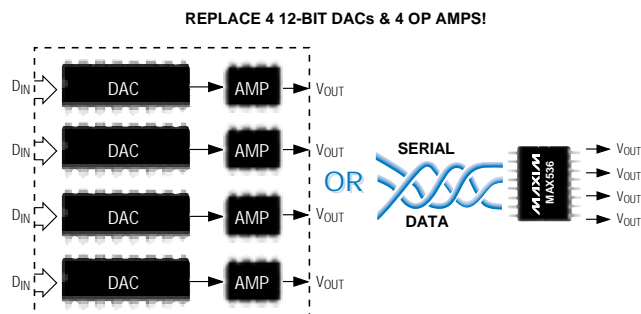 REPLACE 4 12-BIT DACs & 4 OP AMPS!
DIN DAC AMP VOUT
DIN DAC AMP VOUT
DIN DAC AMP VOUT
DIN DAC AMP VOUT
OR
SERIAL
DATA
MAXIM
MAX536
VOUT
VOUT
VOUT
VOUT